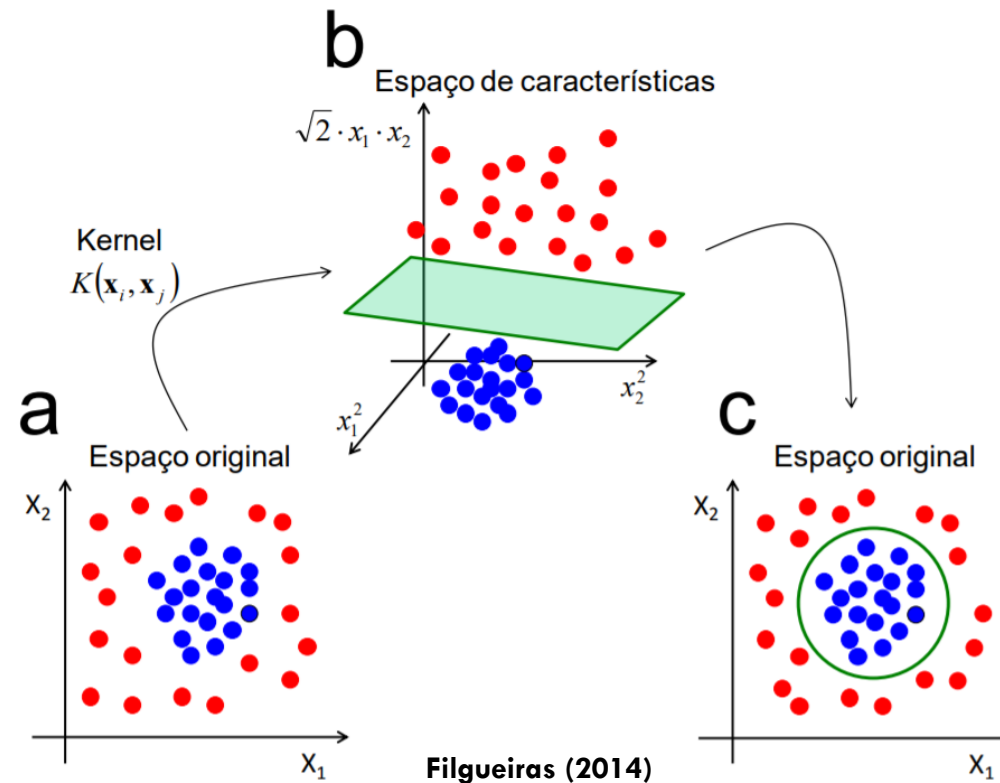 b
Espaço de características
√2 · x₁ · x₂
Kernel
K(xᵢ, xⱼ)
x₂²
x₁²
a
Espaço original
X₂
X₁
c
Espaço original
X₂
X₁
Filgueiras (2014)